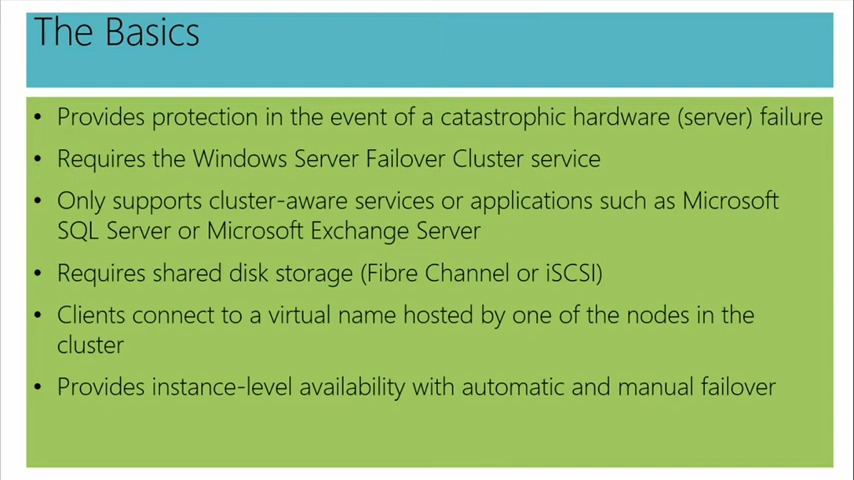 The Basics
• Provides protection in the event of a catastrophic hardware (server) failure
• Requires the Windows Server Failover Cluster service
• Only supports cluster-aware services or applications such as Microsoft
SQL Server or Microsoft Exchange Server
• Requires shared disk storage (Fibre Channel or iSCSI)
• Clients connect to a virtual name hosted by one of the nodes in the
cluster
• Provides instance-level availability with automatic and manual failover